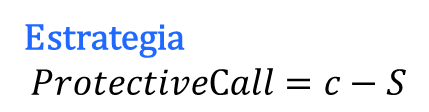 Estrategia
ProtectiveCall = c − S